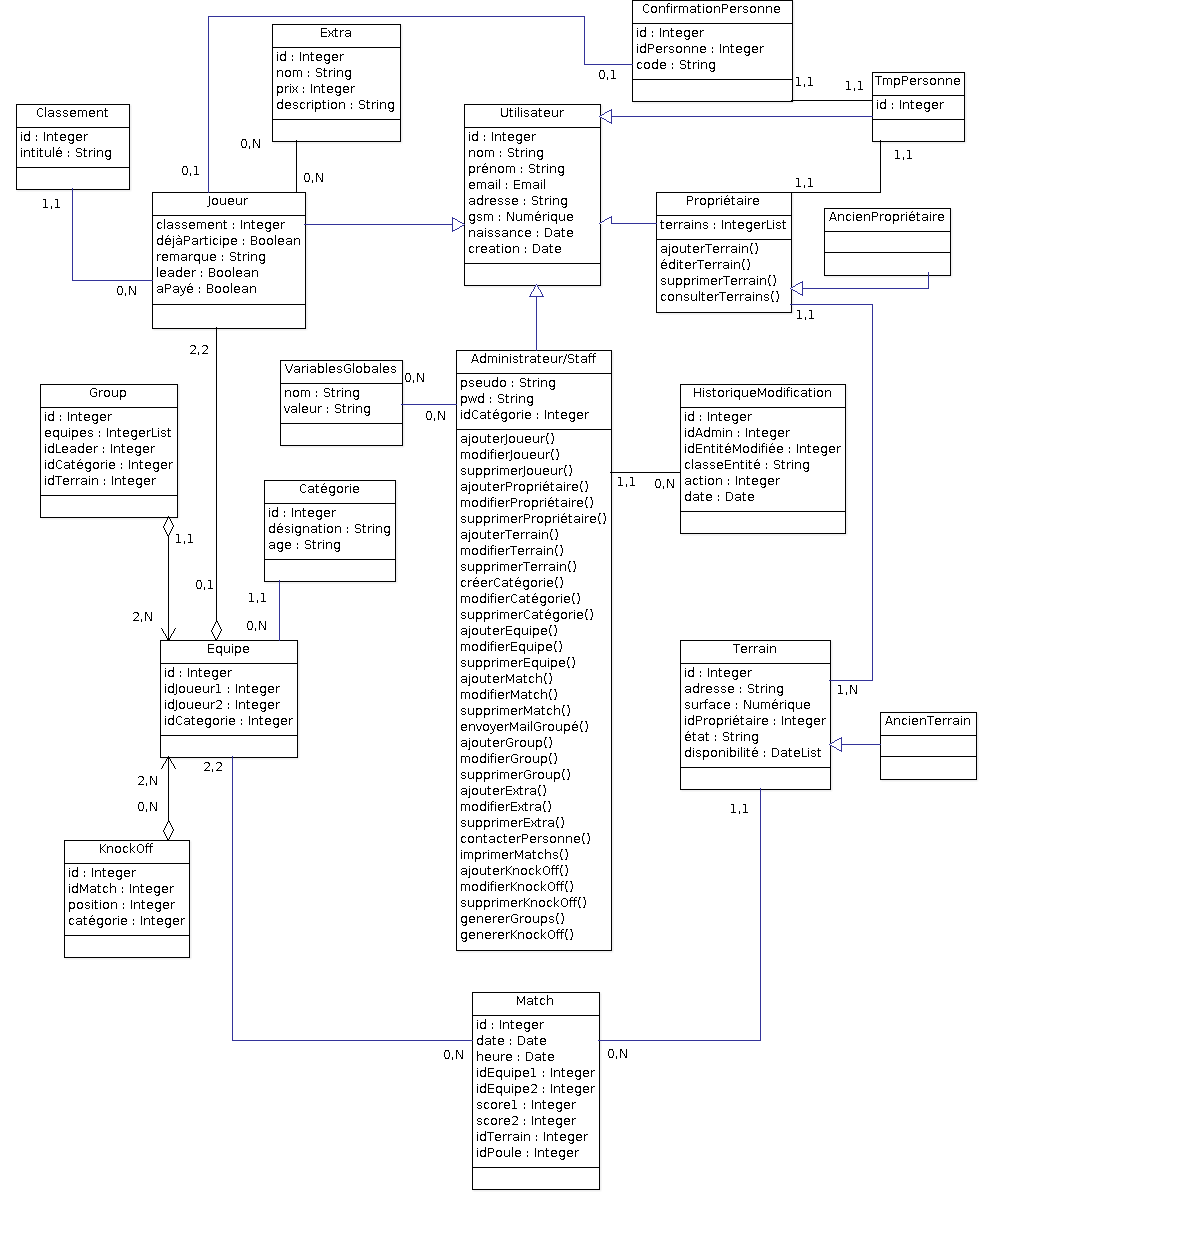 ConfirmationPersonne
id : Integer
idPersonne : Integer
code : String
0,1
1,1
1,1
TmpPersonne
id : Integer
1,1
Extra
id : Integer
nom : String
prix : Integer
description : String
0,N
0,N
0,1
Classement
id : Integer
intitulé : String
1,1
0,N
Utilisateur
id : Integer
nom : String
prénom : String
email : Email
adresse : String
gsm : Numérique
naissance : Date
creation : Date
Joueur
classement : Integer
déjàParticipe : Boolean
remarque : String
leader : Boolean
aPayé : Boolean
2,2
1,1
Propriétaire
terrains : IntegerList
ajouterTerrain()
éditerTerrain()
supprimerTerrain()
consulterTerrains()
1,1
AncienPropriétaire
VariablesGlobales
nom : String
valeur : String
0,N
0,N
Administrateur/Staff
pseudo : String
pwd : String
idCatégorie : Integer
ajouterJoueur()
modifierJoueur()
supprimerJoueur()
ajouterPropriétaire()
modifierPropriétaire()
supprimerPropriétaire()
ajouterTerrain()
modifierTerrain()
supprimerTerrain()
créerCatégorie()
modifierCatégorie()
supprimerCatégorie()
ajouterEquipe()
modifierEquipe()
supprimerEquipe()
ajouterMatch()
modifierMatch()
supprimerMatch()
envoyerMailGroupé()
ajouterGroup()
modifierGroup()
supprimerGroup()
ajouterExtra()
modifierExtra()
supprimerExtra()
contacterPersonne()
imprimerMatchs()
ajouterKnockOff()
modifierKnockOff()
supprimerKnockOff()
genererGroups()
genererKnockOff()
1,1
0,N
HistoriqueModification
id : Integer
idAdmin : Integer
idEntitéModifiée : Integer
classeEntité : String
action : Integer
date : Date
Group
id : Integer
equipes : IntegerList
idLeader : Integer
idCatégorie : Integer
idTerrain : Integer
1,1
2,N
0,1
Catégorie
id : Integer
désignation : String
age : String
1,1
0,N
Equipe
id : Integer
idJoueur1 : Integer
idJoueur2 : Integer
idCategorie : Integer
2,2
2,N
0,N
KnockOff
id : Integer
idMatch : Integer
position : Integer
catégorie : Integer
Terrain
id : Integer
adresse : String
surface : Numérique
idPropriétaire : Integer
état : String
disponibilité : DateList
1,N
1,1
AncienTerrain
Match
id : Integer
date : Date
heure : Date
idEquipe1 : Integer
idEquipe2 : Integer
score1 : Integer
score2 : Integer
idTerrain : Integer
idPoule : Integer
0,N
0,N